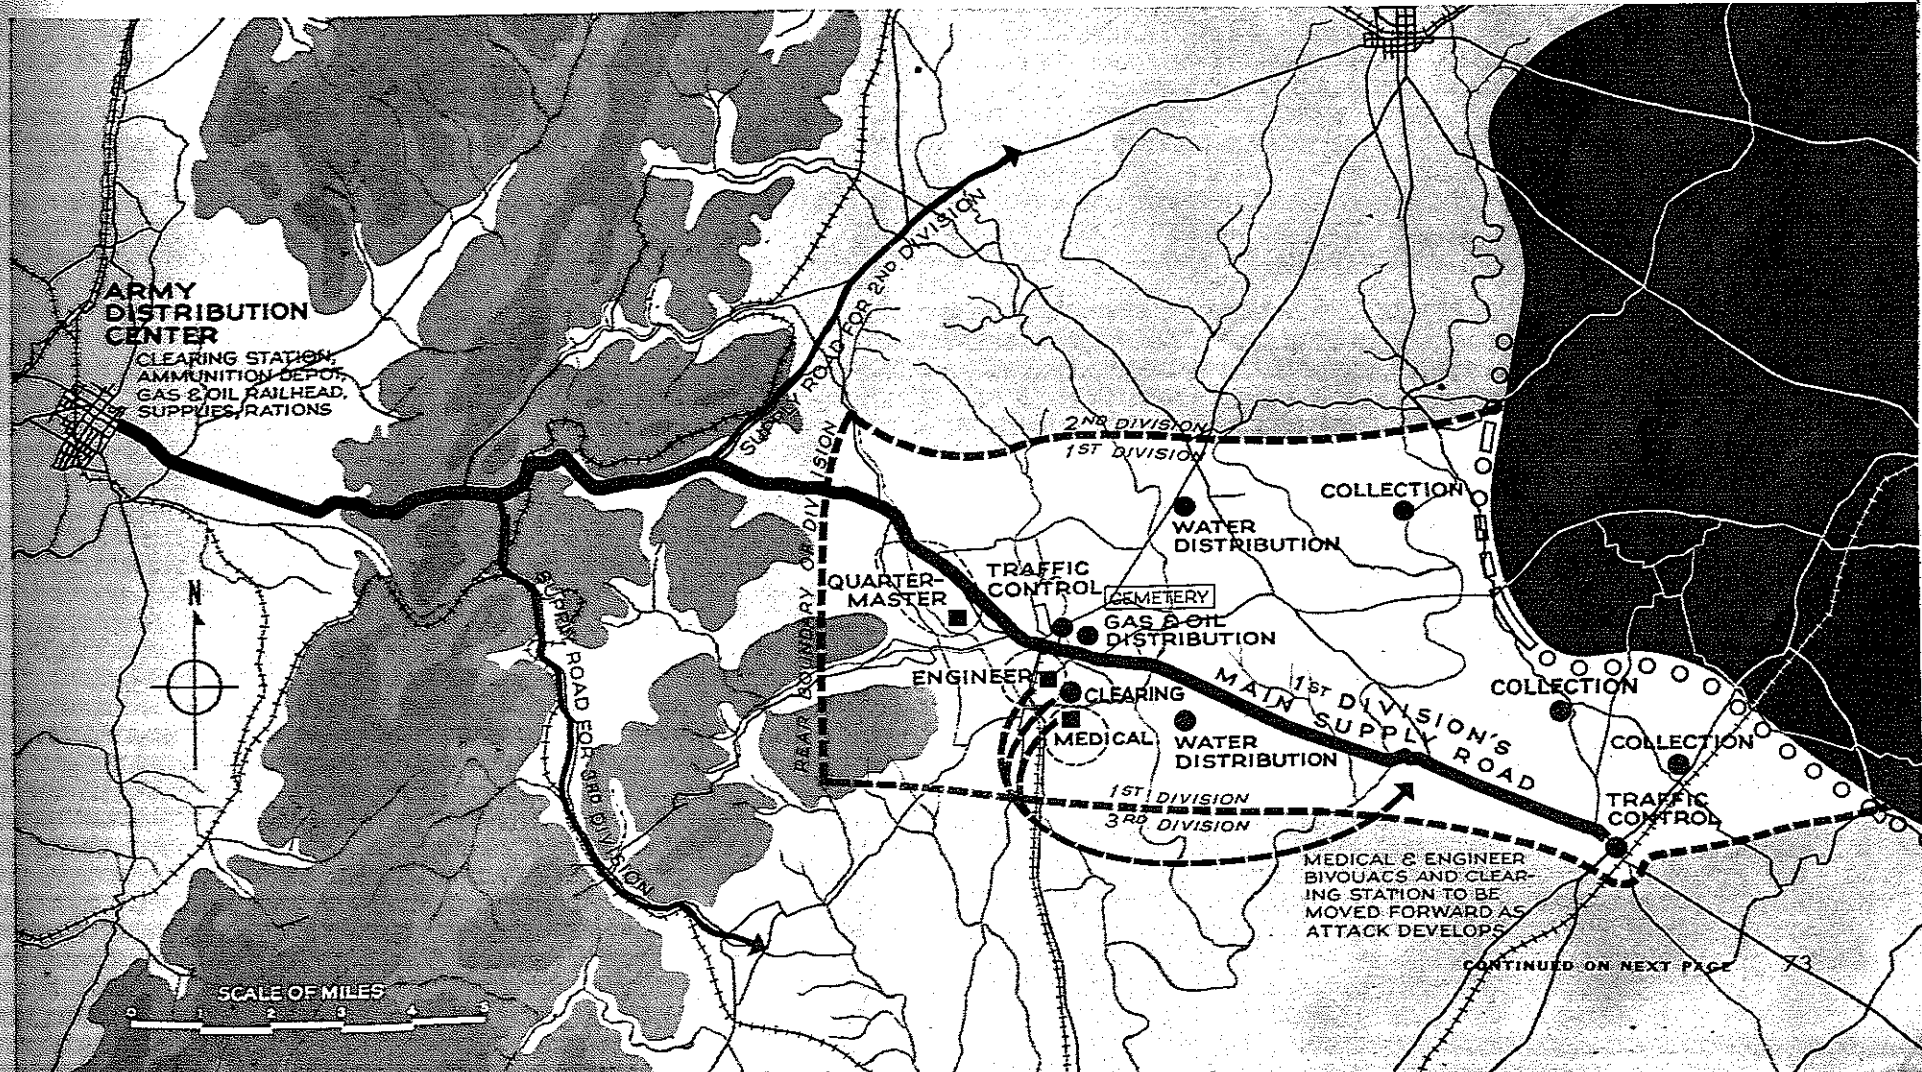 ARMY
DISTRIBUTION
CENTER
CLEARING STATION,
AMMUNITION DEPOT,
GAS & OIL RAILHEAD,
SUPPLIES, RATIONS
SUPPLY ROAD FOR 2ND DIVISION
2ND DIVISION
1ST DIVISION
REAR BOUNDARY OF DIVISION
COLLECTION
WATER
DISTRIBUTION
QUARTER-
MASTER
TRAFFIC
CONTROL
CEMETERY
GAS & OIL
DISTRIBUTION
N
SUPPLY ROAD FOR 3RD DIVISION
ENGINEER
CLEARING
MEDICAL
WATER
DISTRIBUTION
1ST DIVISION'S
MAIN SUPPLY ROAD
COLLECTION
COLLECTION
TRAFFIC
CONTROL
1ST DIVISION
3RD DIVISION
MEDICAL & ENGINEER
BIVOUACS AND CLEAR-
ING STATION TO BE
MOVED FORWARD AS
ATTACK DEVELOPS
CONTINUED ON NEXT PAGE 73
SCALE OF MILES
0 1 2 3 4 5